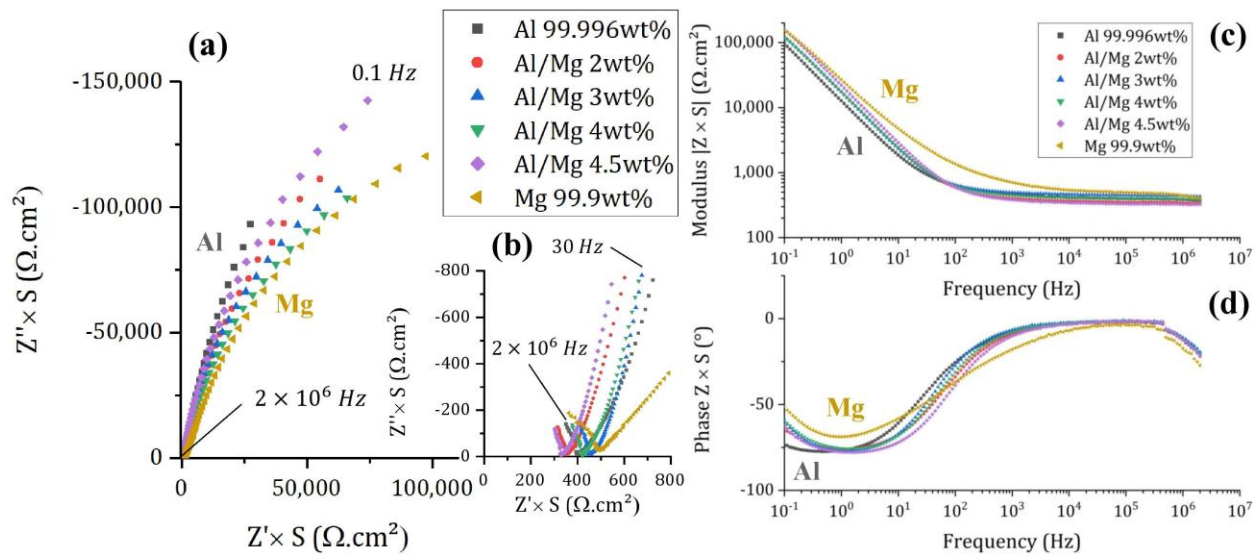 (a)
-150,000
-100,000
-50,000
0
0
50,000
100,000
Z'' × S (Ω.cm²)
Z' × S (Ω.cm²)
0.1 Hz
Al
Mg
2 × 10⁶ Hz
Al 99.996wt%
Al/Mg 2wt%
Al/Mg 3wt%
Al/Mg 4wt%
Al/Mg 4.5wt%
Mg 99.9wt%
(b)
30 Hz
2 × 10⁶ Hz
-800
-600
-400
-200
0
0
200
400
600
800
Z'' × S (Ω.cm²)
Z' × S (Ω.cm²)
(c)
Al 99.996wt%
Al/Mg 2wt%
Al/Mg 3wt%
Al/Mg 4wt%
Al/Mg 4.5wt%
Mg 99.9wt%
Mg
Al
100,000
10,000
1,000
100
Modulus |Z × S| (Ω.cm²)
10⁻¹ 10⁰ 10¹ 10² 10³ 10⁴ 10⁵ 10⁶ 10⁷
Frequency (Hz)
(d)
0
-50
-100
Phase Z × S (°)
Mg
Al
10⁻¹ 10⁰ 10¹ 10² 10³ 10⁴ 10⁵ 10⁶ 10⁷
Frequency (Hz)